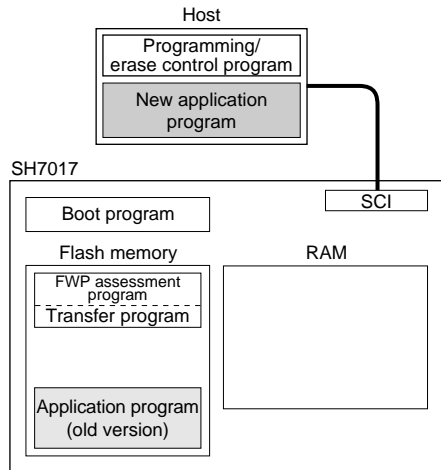 Host
Programming/
erase control program
New application
program
SH7017
SCI
Boot program
Flash memory
RAM
FWP assessment
program
Transfer program
Application program
(old version)